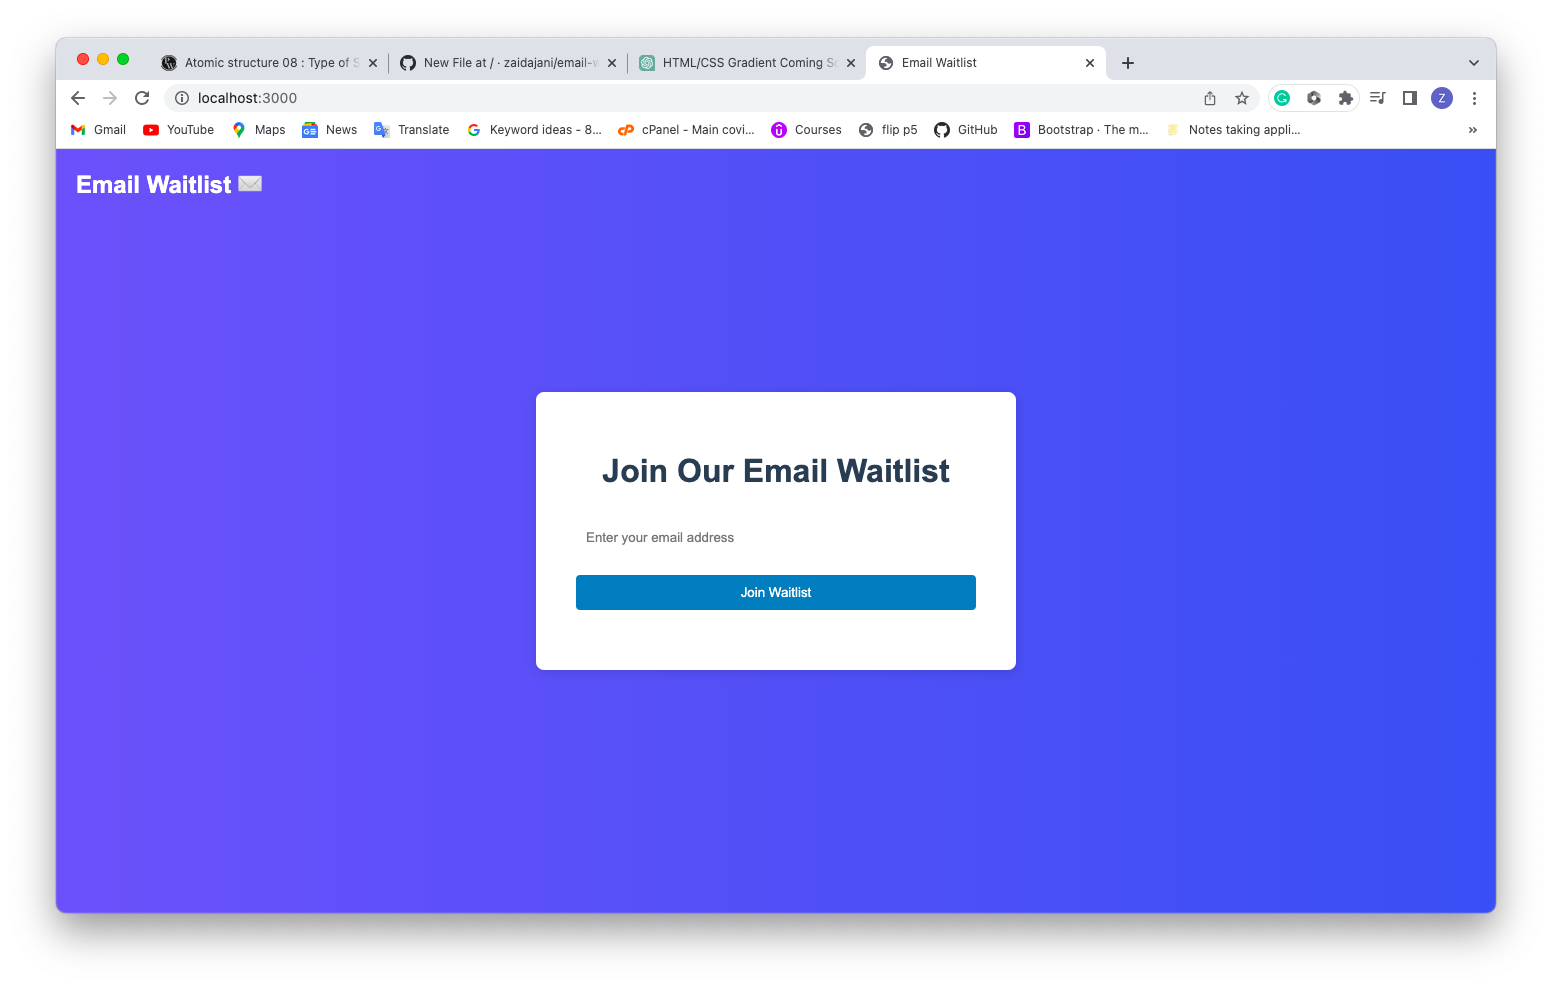 Atomic structure 08 : Type of S
New File at / · zaidajani/email-w
HTML/CSS Gradient Coming So
Email Waitlist
localhost:3000
Z
Gmail
YouTube
Maps
News
Translate
Keyword ideas - 8...
cPanel - Main covi...
Courses
flip p5
GitHub
B
Bootstrap · The m...
Notes taking appli...
»
Email Waitlist
Join Our Email Waitlist
Enter your email address
Join Waitlist